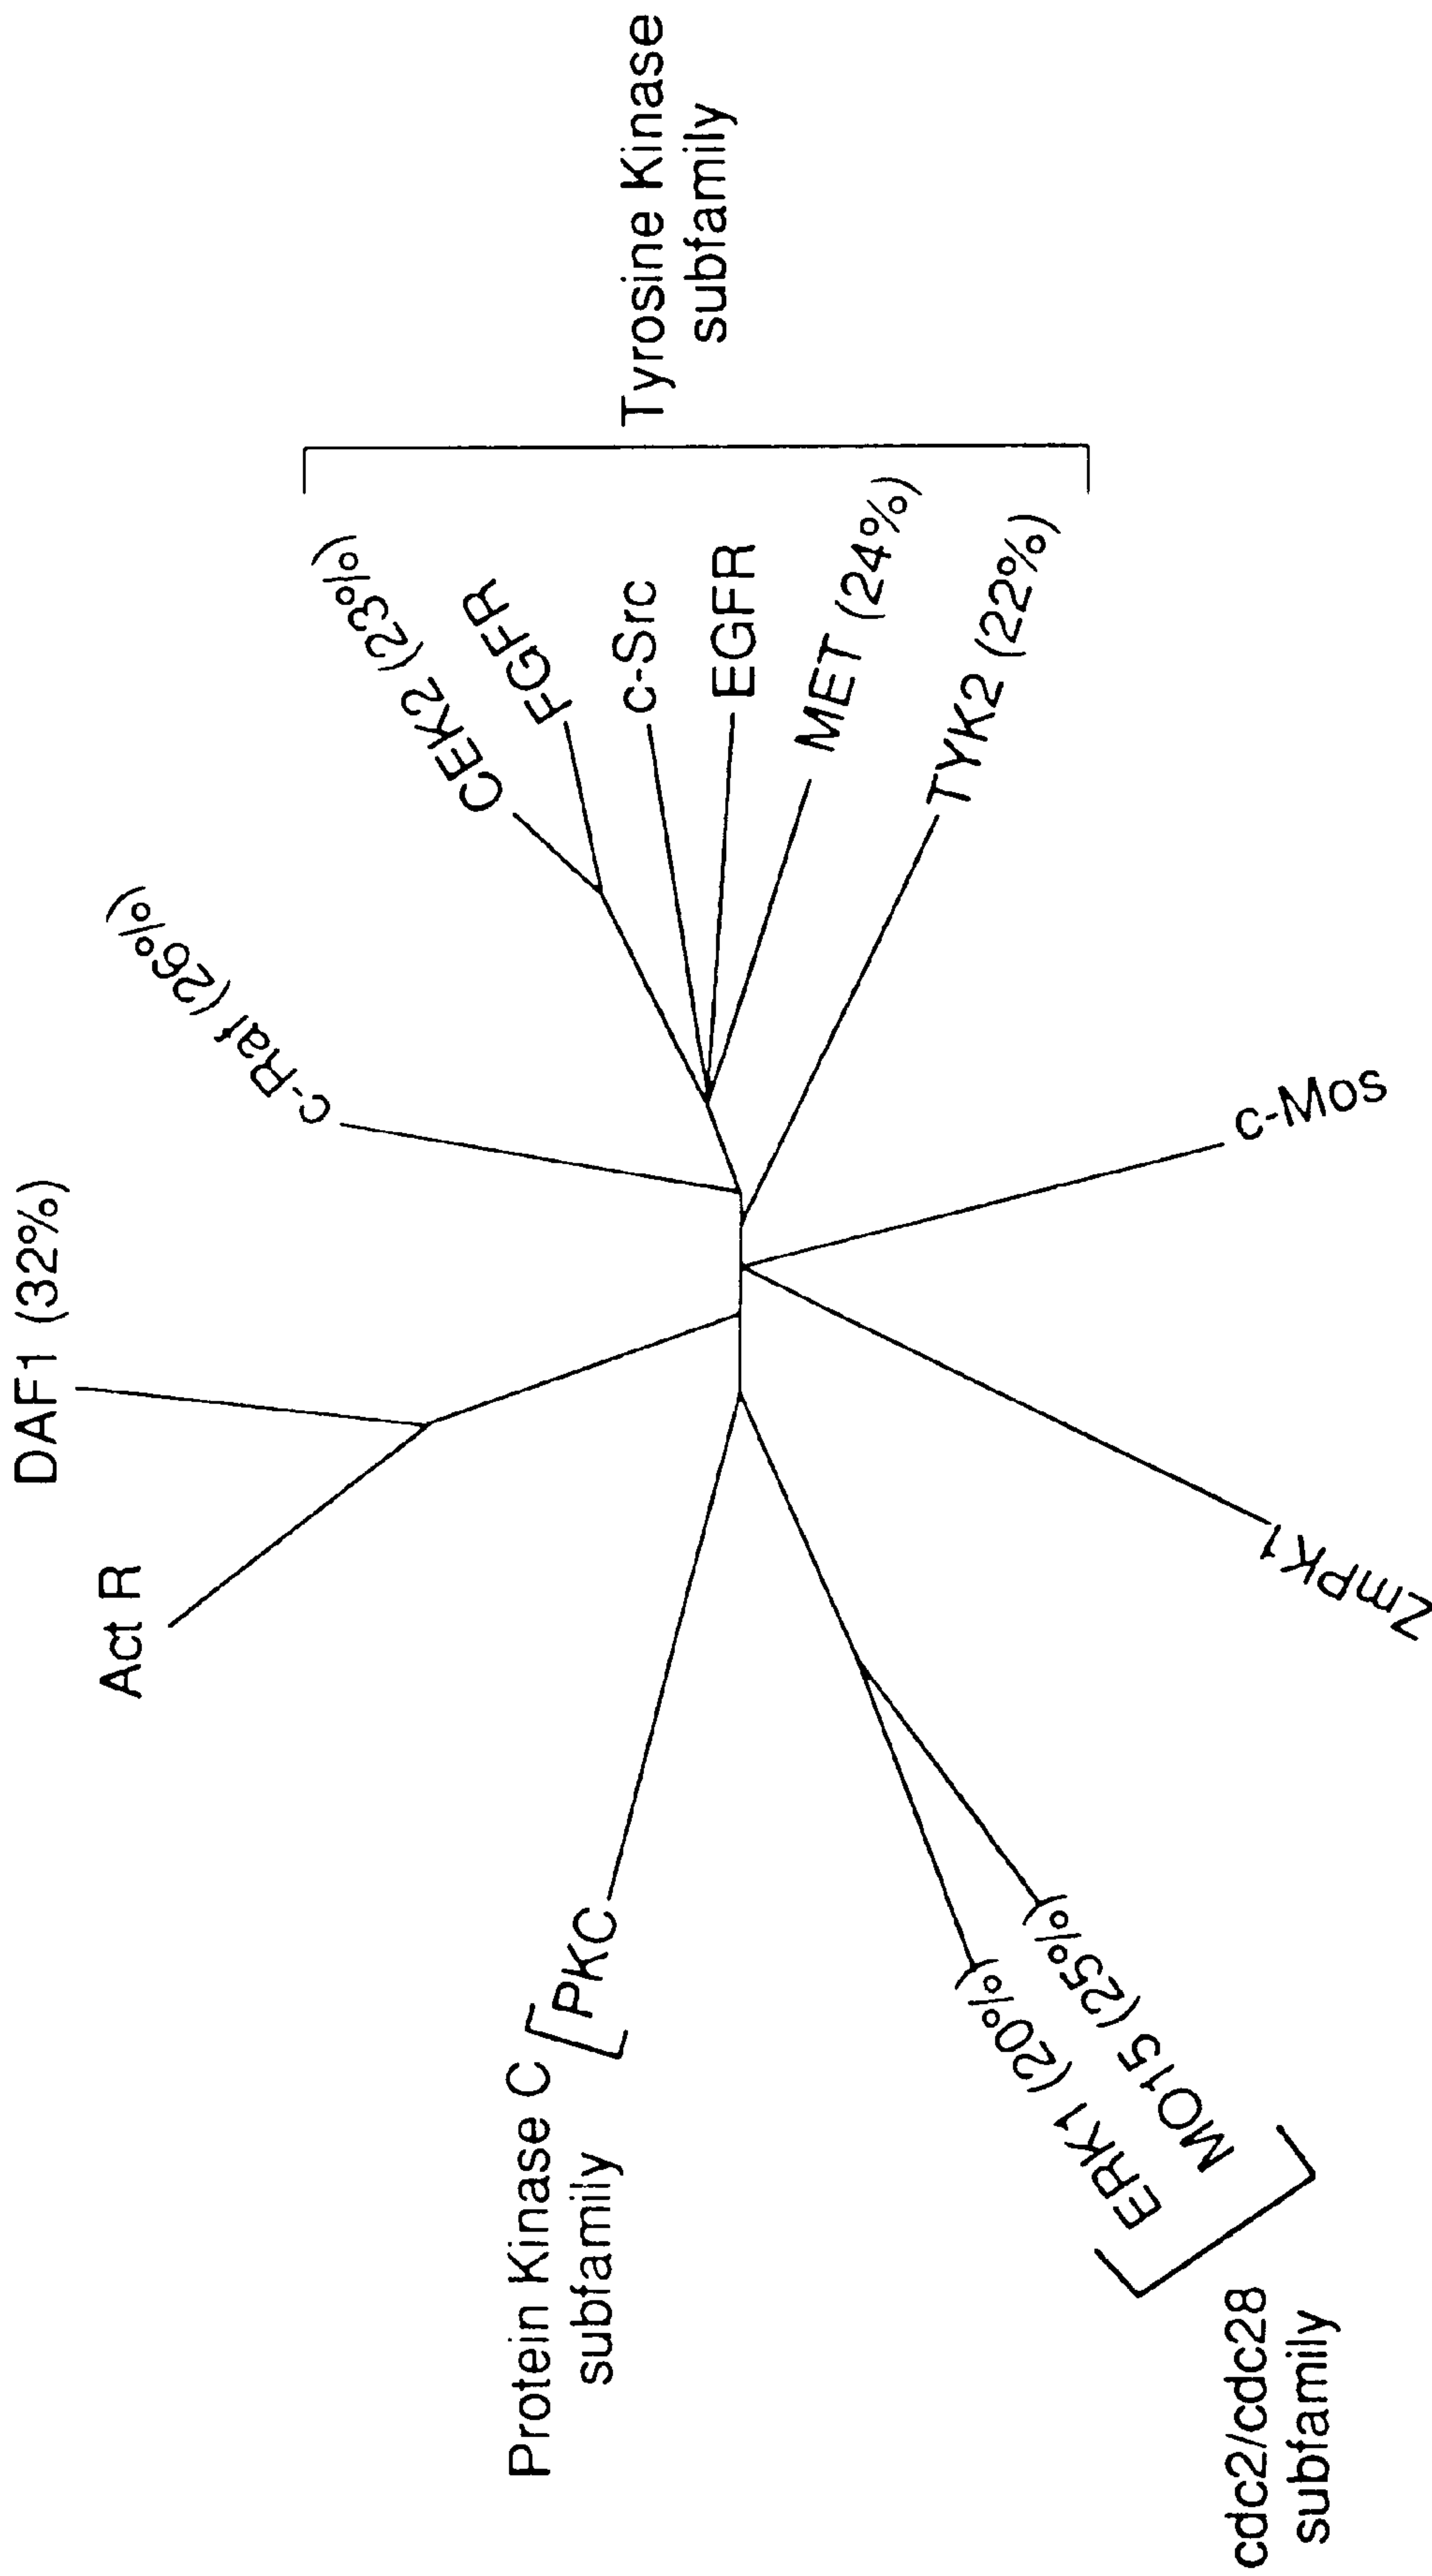 DAF1 (32%)
Act R
c-Raf (26%)
CEK2 (23%)
FGFR
c-Src
EGFR
MET (24%)
TYK2 (22%)
Tyrosine Kinase
subfamily
c-Mos
ZmPK1
Protein Kinase C
subfamily
PKC
ERK1 (20%)
MO15 (25%)
cdc2/cdc28
subfamily